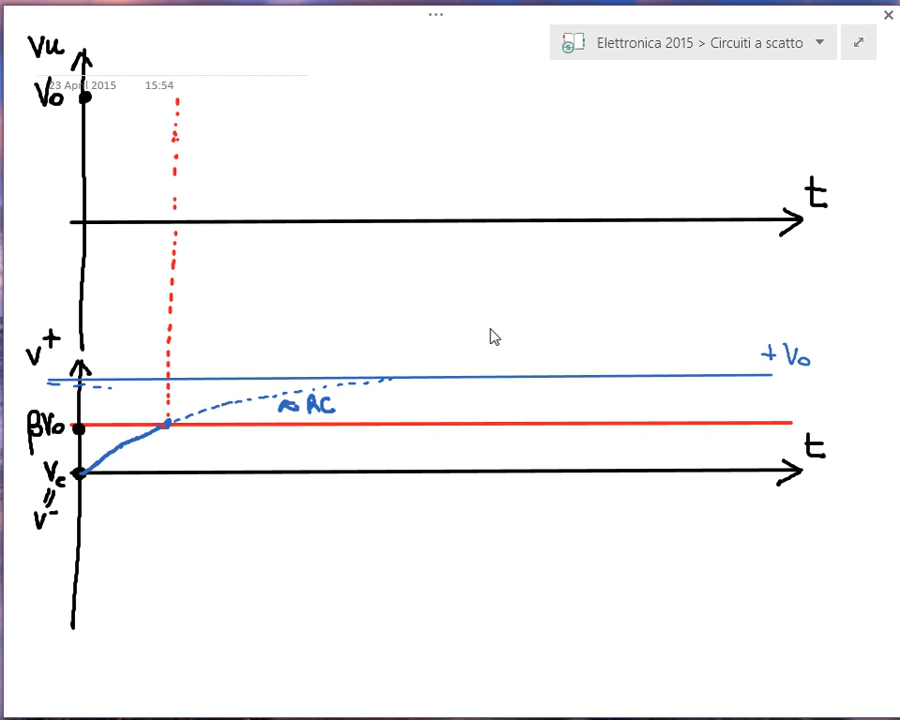 Elettronica 2015 > Circuiti a scatto
Vu
23 April 2015 15:54
Vo
t
V+
+Vo
≈ RC
βVo
t
Vc
"
V-